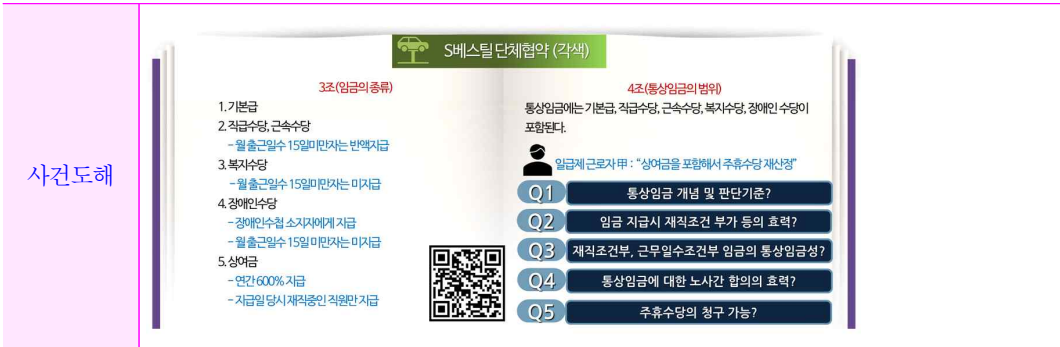 사건도해
S베스틸 단체협약 (각색)
3조(임금의 종류)
1. 기본급
2. 직급수당, 근속수당
- 월 출근일수 15일미만자는 반액지급
3. 복지수당
- 월 출근일수 15일미만자는 미지급
4. 장애인수당
- 장애인수첩 소지자에게 지급
- 월 출근일수 15일 미만자는 미지급
5. 상여금
- 연간 600% 지급
- 지급일 당시 재직중인 직원만 지급
4조(통상임금의 범위)
통상임금에는 기본급, 직급수당, 근속수당, 복지수당, 장애인 수당이
포함된다.
일급제 근로자 甲 : “상여금을 포함해서 주휴수당 재산정”
Q1 통상임금 개념 및 판단기준?
Q2 임금 지급시 재직조건 부가 등의 효력?
Q3 재직조건부, 근무일수조건부 임금의 통상임금성?
Q4 통상임금에 대한 노사간 합의의 효력?
Q5 주휴수당의 청구 가능?